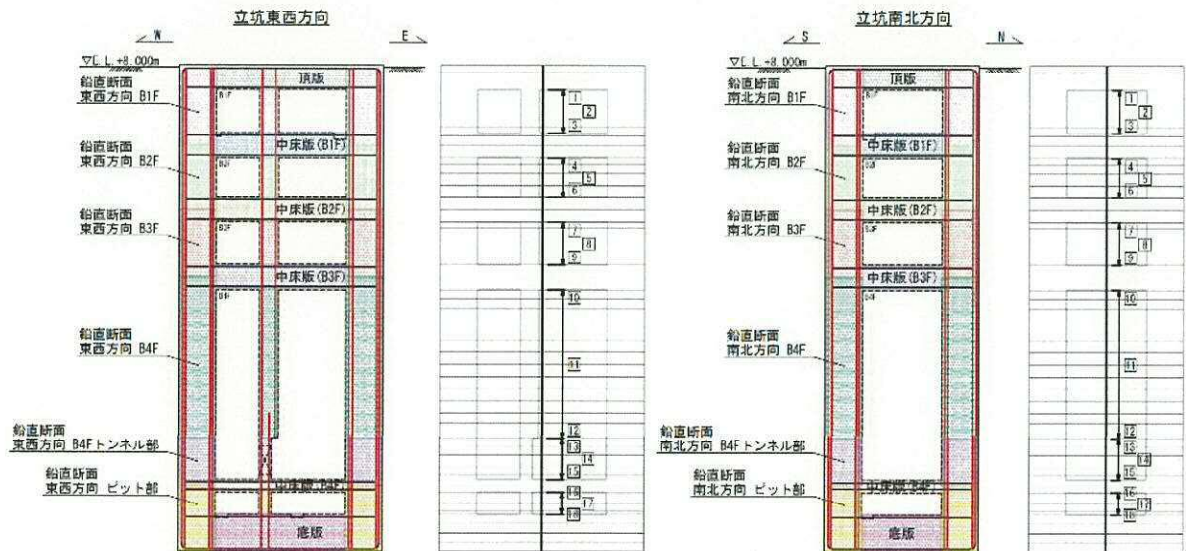 立坑東西方向
W
E
▽E.L.+8.000m
鉛直断面
東西方向 B1F
鉛直断面
東西方向 B2F
鉛直断面
東西方向 B3F
鉛直断面
東西方向 B4F
鉛直断面
東西方向 B4Fトンネル部
鉛直断面
東西方向 ピット部
頂版
B1F
中床版(B1F)
B2F
中床版(B2F)
B3F
中床版(B3F)
B4F
中床版(B4F)
底版
1
2
3
4
5
6
7
8
9
10
11
12
13
14
15
16
17
18
立坑南北方向
S
N
▽E.L.+8.000m
鉛直断面
南北方向 B1F
鉛直断面
南北方向 B2F
鉛直断面
南北方向 B3F
鉛直断面
南北方向 B4F
鉛直断面
南北方向 B4Fトンネル部
鉛直断面
南北方向 ピット部
頂版
B1F
中床版(B1F)
B2F
中床版(B2F)
B3F
中床版(B3F)
B4F
中床版(B4F)
底版
1
2
3
4
5
6
7
8
9
10
11
12
13
14
15
16
17
18